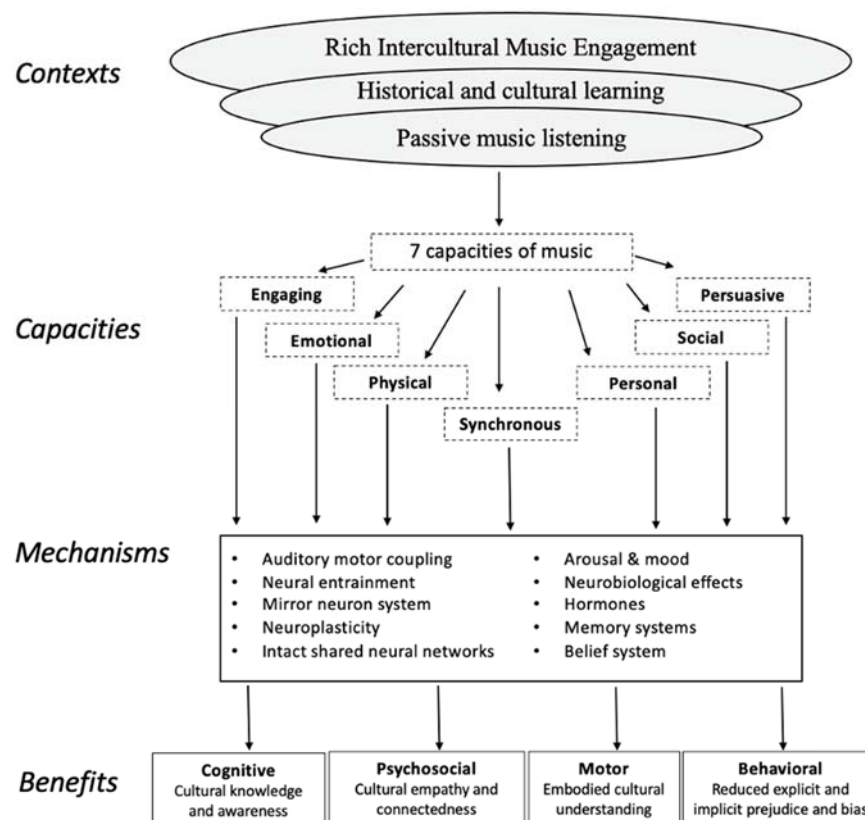 Contexts
Rich Intercultural Music Engagement
Historical and cultural learning
Passive music listening
Capacities
7 capacities of music
Engaging
Persuasive
Emotional
Social
Physical
Personal
Synchronous
Mechanisms
• Auditory motor coupling
• Neural entrainment
• Mirror neuron system
• Neuroplasticity
• Intact shared neural networks
• Arousal & mood
• Neurobiological effects
• Hormones
• Memory systems
• Belief system
Benefits
Cognitive
Cultural knowledge
and awareness
Psychosocial
Cultural empathy and
connectedness
Motor
Embodied cultural
understanding
Behavioral
Reduced explicit and
implicit prejudice and bias